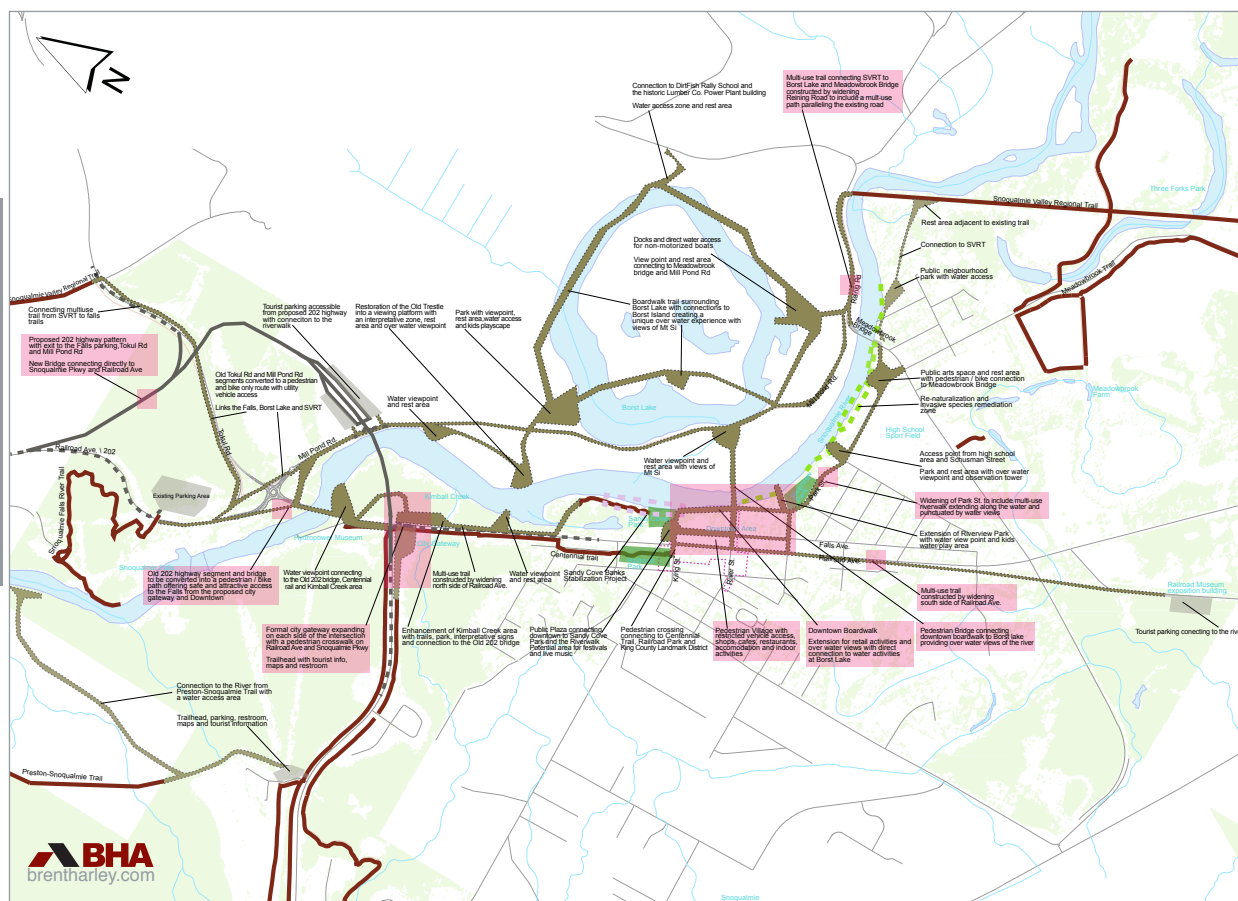 N
Connection to DirtFish Rally School and
the historic Lumber Co. Power Plant building
Water access zone and rest area
Multi-use trail connecting SVRT to
Borst Lake and Meadowbrook Bridge
constructed by widening
Reining Road to include a mult-use
path paralleling the existing road
Three Forks Park
Snoqualmie Valley Regional Trail
Rest area adjacent to existing trail
Connection to SVRT
Docks and direct water access
for non-motorized boats
View point and rest area
connecting to Meadowbrook
bridge and Mill Pond Rd
Public neigbourhood
park with water access
Meadowbrook Trail
Snoqualmie Valley Regional Trail
Connecting multiuse
trail from SVRT to falls
trails
Tourist parking accessible
from proposed 202 highway
with conneciton to the
riverwalk
Restoration of the Old Trestle
into a viewing platform with
an interpretative zone, rest
area and over water viewpoint
Park with viewpoint,
rest area,water access
and kids playscape
Boardwalk trail surrounding
Borst Lake with connections to
Borst Island creating a
unique over water experience with
views of Mt Si
Meadowbrook
Bridge
Proposed 202 highway pattern
with exit to the Falls parking,Tokul Rd
and Mill Pond Rd
New Bridge connecting directly to
Snoqualmie Pkwy and Railroad Ave
Old Tokul Rd and Mill Pond Rd
segments converted to a pedestrian
and bike only route with utility
vehicle access
Links the Falls, Borst Lake and SVRT
Water viewpoint
and rest area
Borst Lake
Public arts space and rest area
with pedestrian / bike connection
to Meadowbrook Bridge
Meadowbrook
Farm
Re-naturalization and
invasive species remediation
zone
High School
Sport Field
Railroad Ave \ 202
Tokul Rd.
Mill Pond Rd.
Snoqualmie Falls River Trail
Existing Parking Area
Water viewpoint and
rest area with views of
Mt Si
Access point from high school
area and Schusman Street
Park and rest area with over water
viewpoint and observation tower
Kimball Creek
Park St.
Widening of Park St. to include multi-use
riverwalk extending along the water and
punctuated by water views
Hydropower Museum
Downtown Area
Extension of Riverview Park
with water view point and kids
water/play area
Falls Ave.
Railroad Ave.
Centennial trail
King St
River St
Old 202 highway segment and bridge
to be converted into a pedestrian / bike
path offering safe and attractive access
to the Falls from the proposed city
gateway and Downtown
Water viewpoint connecting
to the Old 202 bridge, Centennial
rail and Kimball Creek area
Multi-use trail
constructed by widening
north side of Railroad Ave.
Water viewpoint
and rest area
Sandy Cove Banks
Stabilization Project
Multi-use trail
constructed by widening
south side of Railroad Ave.
Railroad Museum
exposition building
Tourist parking conecting to the riv
Formal city gateway expanding
on each side of the intersection
with a pedestrian crosswalk on
Railroad Ave and Snoqualmie Pkwy
Trailhead with tourist info,
maps and restroom
Enhancement of Kimball Creek area
with trails, park, interpretative signs
and connection to the Old 202 bridge
Public Plaza connecting
downtown to Sandy Cove
Park and the Riverwalk
Potential area for festivals
and live music
Pedestrian crossing
connecting to Centennial
Trail, Railroad Park and
King County Landmark District
Pedestrian Village with
restricted vehicle access,
shops, cafes, restaurants,
accomodation and indoor
activities
Downtown Boardwalk
Extension for retail activities and
over water views with direct
connection to water activities
at Borst Lake
Pedestrian Bridge connecting
downtown boardwalk to Borst lake
providing over water views of the river
Connection to the River from
Preston-Snoqualmie Trail with
a water access area
Trailhead, parking, restroom,
maps and tourist information
Preston-Snoqualmie Trail
BHA
brentharley.com
Snoqualmie